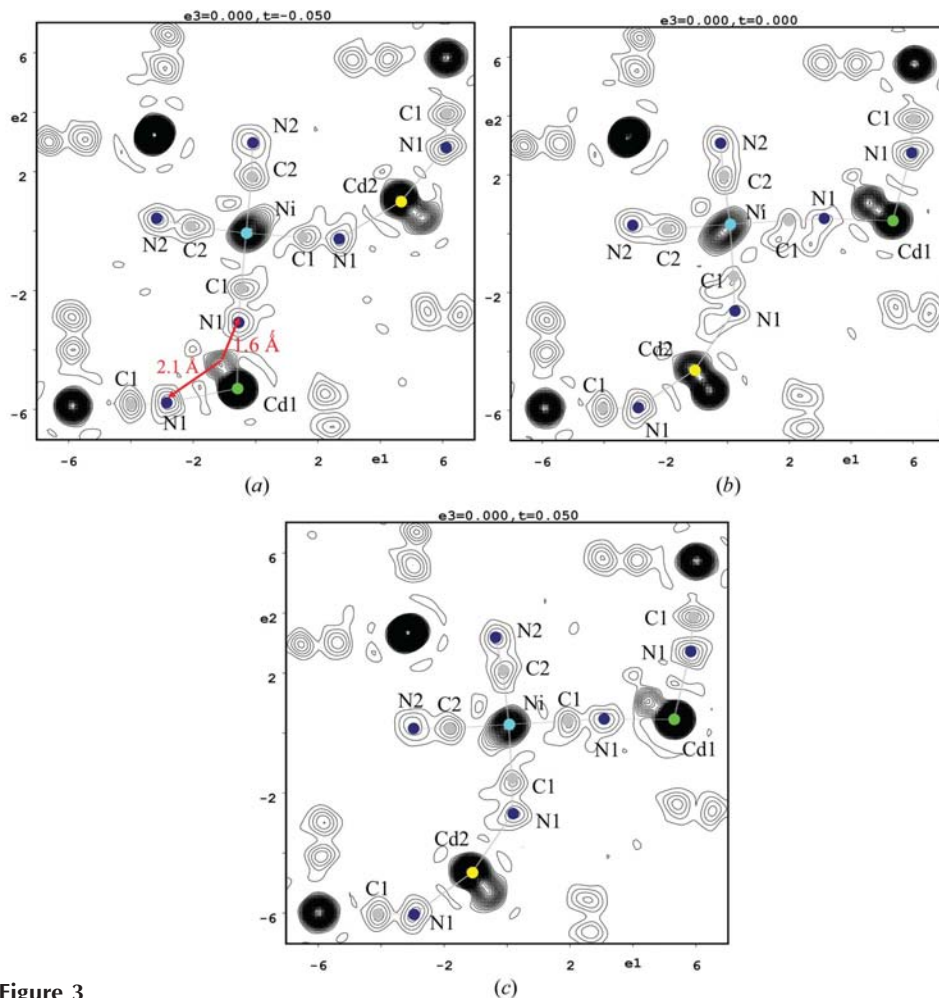 e3=0.000,t=-0.050
e3=0.000,t=0.000
6
e2
2
-2
-6
N2
C2
N2
C2
Ni
Cd2
C1
N1
C1
N1
C1
N1
1.6 Å
2.1 Å
C1
N1
Cd1
-6
-2
2
e1
6
(a)
6
e2
2
-2
-6
N2
C2
Ni
N1
C1
N1
N2
C2
C1
Cd1
C1
N1
Cd2
C1
N1
-6
-2
2
e1
6
(b)
e3=0.000,t=0.050
6
e2
2
-2
-6
N2
C2
C1
N1
N2
C2
Ni
C1
N1
Cd1
C1
N1
Cd2
C1
N1
-6
-2
2
e1
6
(c)
Figure 3